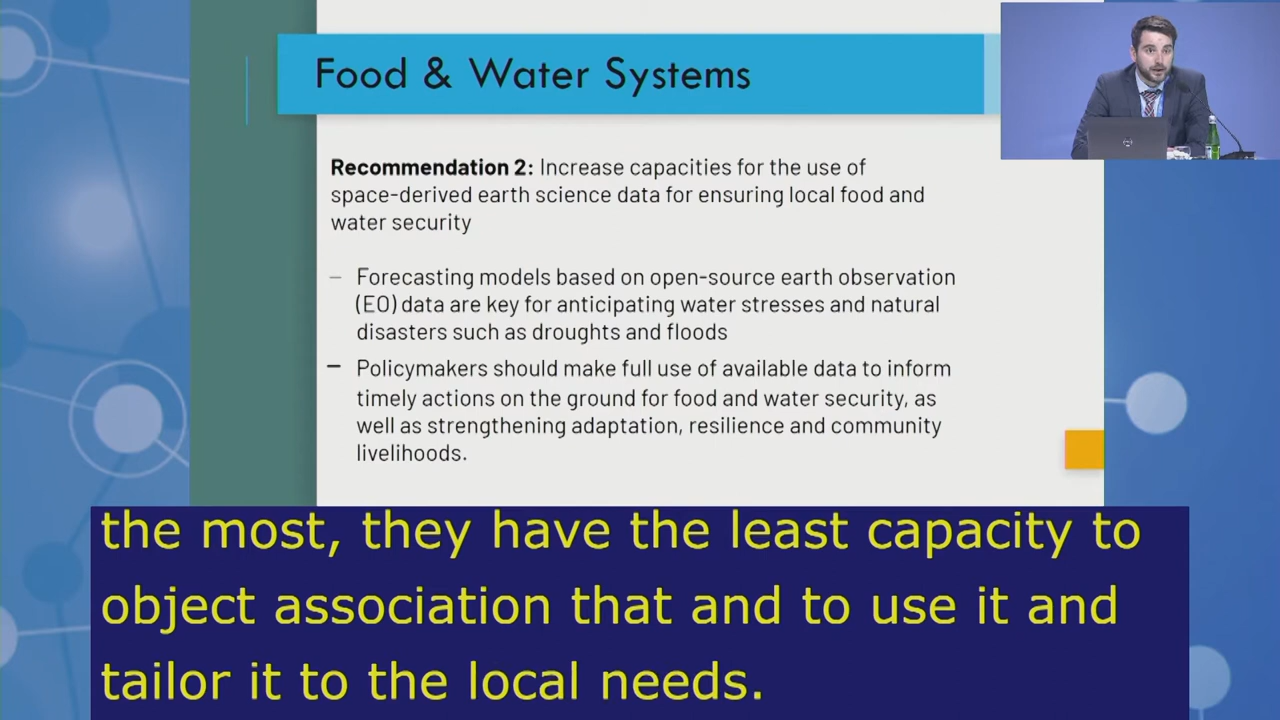 Food & Water Systems
Recommendation 2: Increase capacities for the use of
space-derived earth science data for ensuring local food and
water security
– Forecasting models based on open-source earth observation
(EO) data are key for anticipating water stresses and natural
disasters such as droughts and floods
– Policymakers should make full use of available data to inform
timely actions on the ground for food and water security, as
well as strengthening adaptation, resilience and community
livelihoods.
the most, they have the least capacity to
object association that and to use it and
tailor it to the local needs.